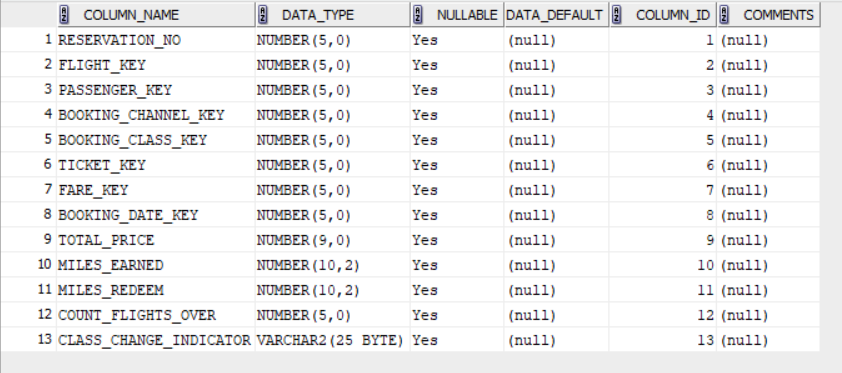 COLUMN_NAME DATA_TYPE NULLABLE DATA_DEFAULT COLUMN_ID COMMENTS
1 RESERVATION_NO NUMBER(5,0) Yes (null) 1 (null)
2 FLIGHT_KEY NUMBER(5,0) Yes (null) 2 (null)
3 PASSENGER_KEY NUMBER(5,0) Yes (null) 3 (null)
4 BOOKING_CHANNEL_KEY NUMBER(5,0) Yes (null) 4 (null)
5 BOOKING_CLASS_KEY NUMBER(5,0) Yes (null) 5 (null)
6 TICKET_KEY NUMBER(5,0) Yes (null) 6 (null)
7 FARE_KEY NUMBER(5,0) Yes (null) 7 (null)
8 BOOKING_DATE_KEY NUMBER(5,0) Yes (null) 8 (null)
9 TOTAL_PRICE NUMBER(9,0) Yes (null) 9 (null)
10 MILES_EARNED NUMBER(10,2) Yes (null) 10 (null)
11 MILES_REDEEM NUMBER(10,2) Yes (null) 11 (null)
12 COUNT_FLIGHTS_OVER NUMBER(5,0) Yes (null) 12 (null)
13 CLASS_CHANGE_INDICATOR VARCHAR2(25 BYTE) Yes (null) 13 (null)